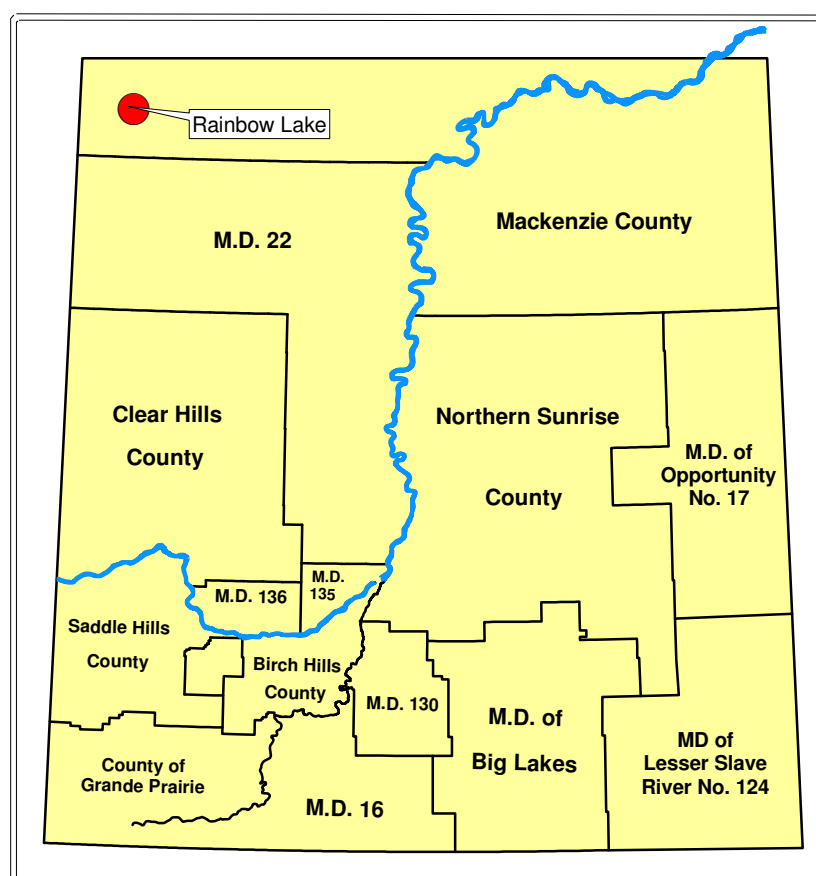 Rainbow Lake
Mackenzie County
M.D. 22
Clear Hills
County
Northern Sunrise
County
M.D. of
Opportunity
No. 17
M.D. 136
M.D.
135
Saddle Hills
County
Birch Hills
County
M.D. 130
M.D. of
Big Lakes
MD of
Lesser Slave
River No. 124
County of
Grande Prairie
M.D. 16